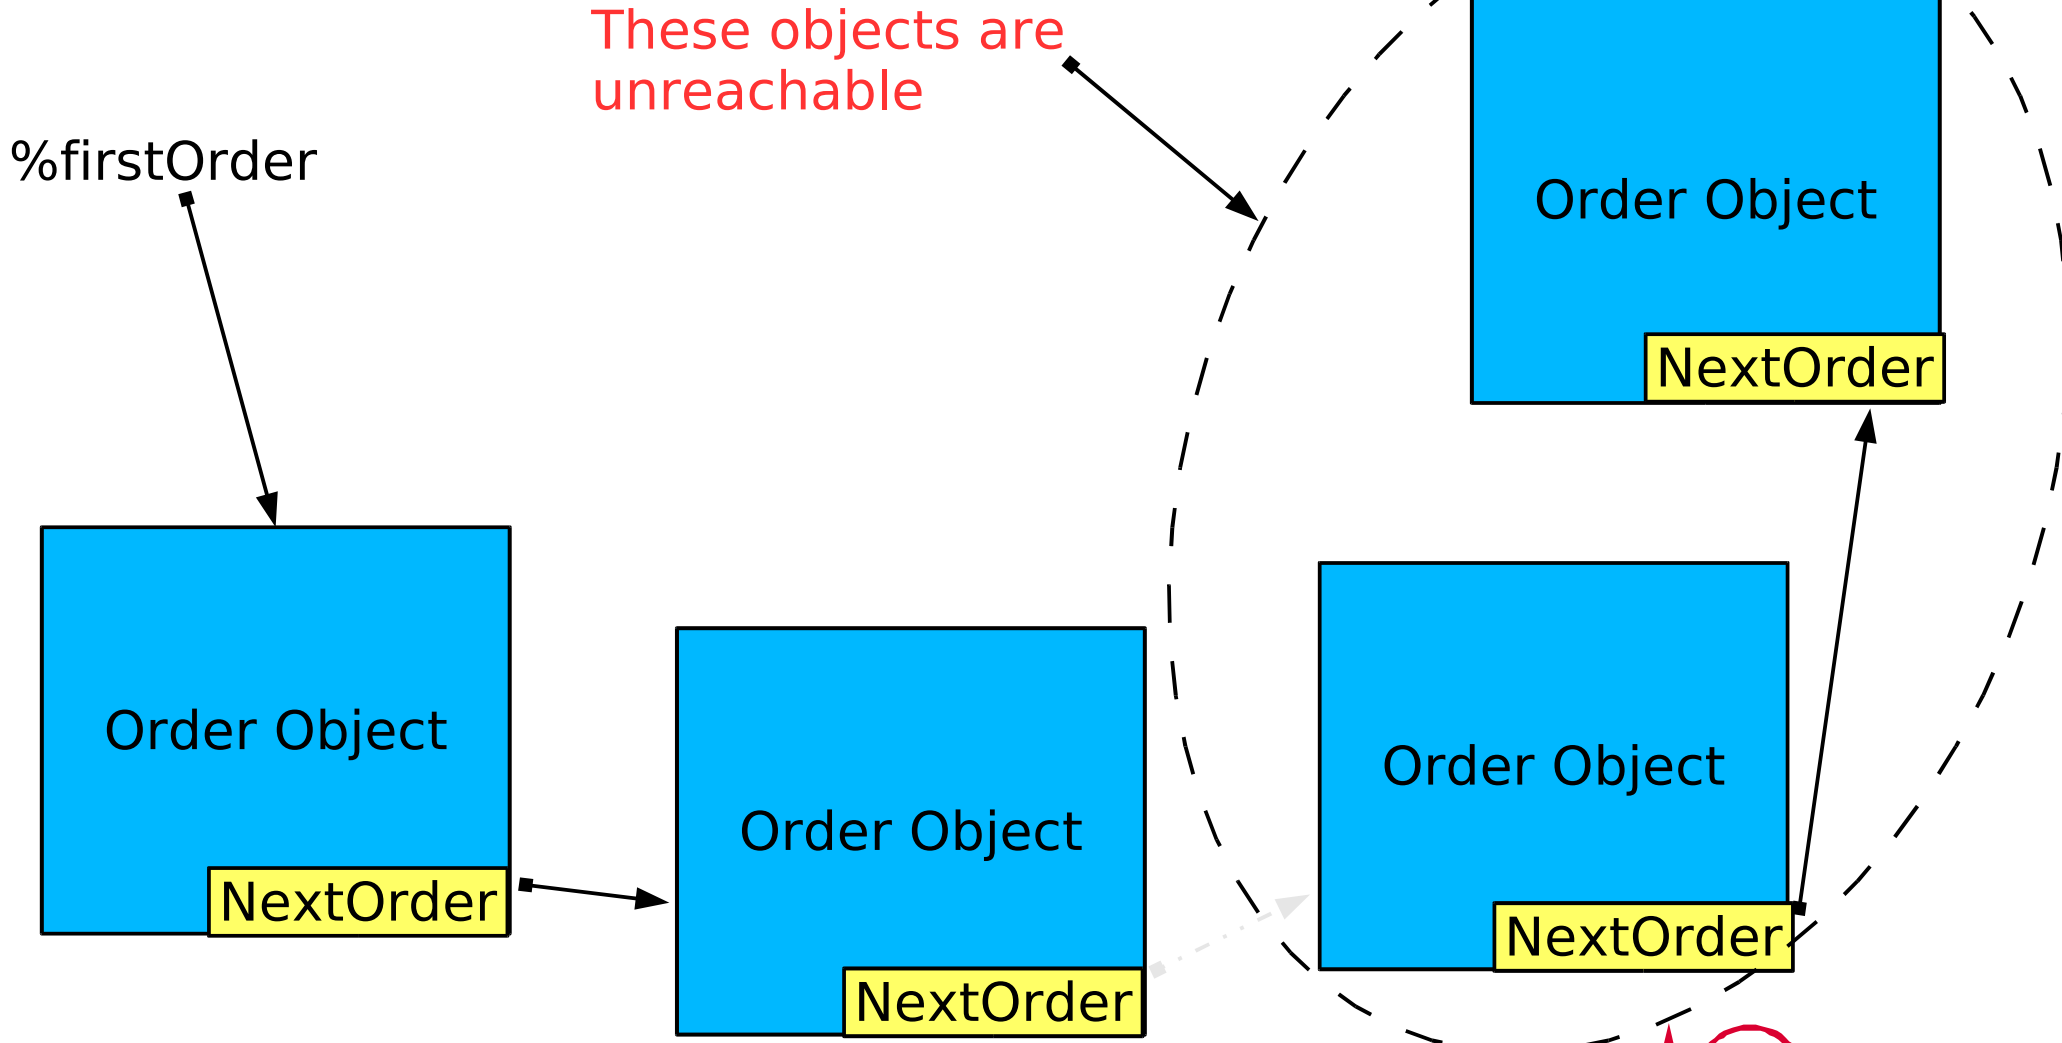 These objects are
unreachable
%firstOrder
Order Object
NextOrder
Order Object
NextOrder
Order Object
NextOrder
Order Object
NextOrder